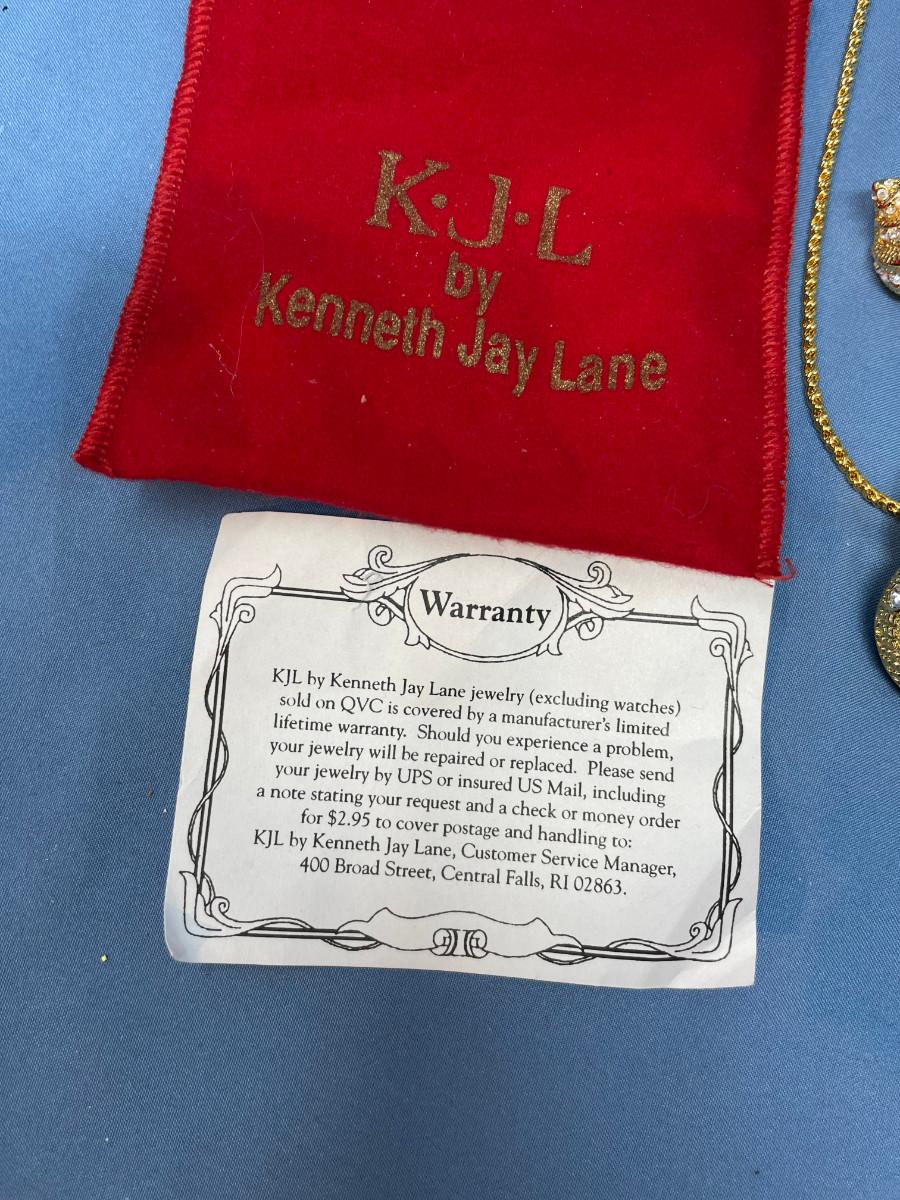 K·J·L
by
Kenneth Jay Lane
Warranty
KJL by Kenneth Jay Lane jewelry (excluding watches)
sold on QVC is covered by a manufacturer's limited
lifetime warranty. Should you experience a problem,
your jewelry will be repaired or replaced. Please send
your jewelry by UPS or insured US Mail, including
a note stating your request and a check or money order
for $2.95 to cover postage and handling to:
KJL by Kenneth Jay Lane, Customer Service Manager,
400 Broad Street, Central Falls, RI 02863.